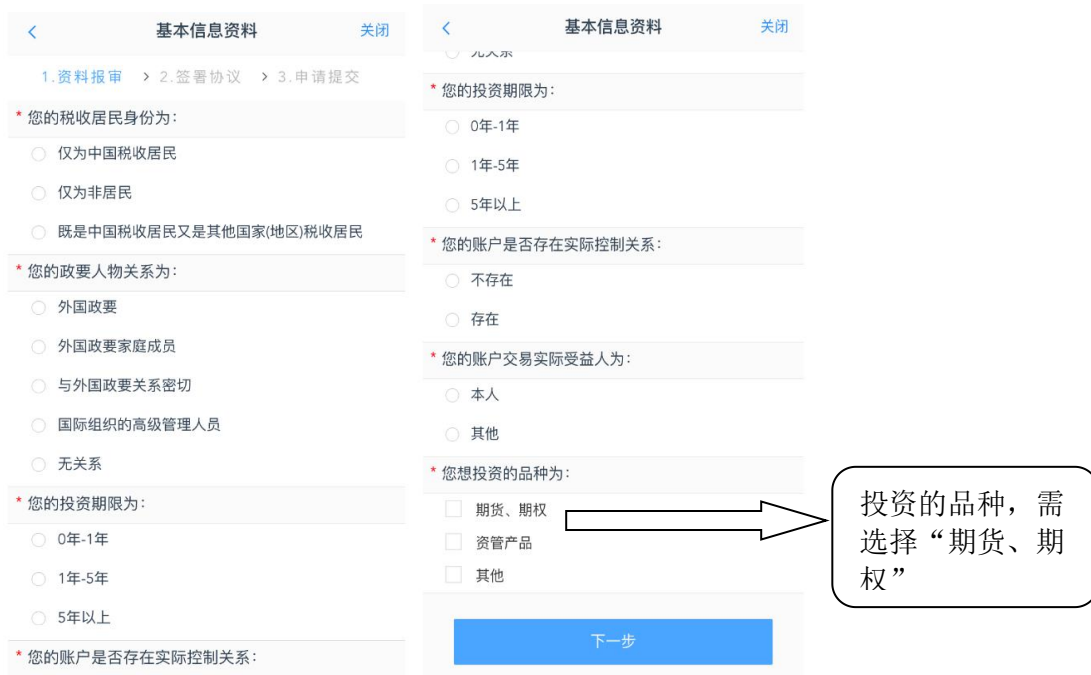 基本信息资料
关闭
1.资料报审 > 2.签署协议 > 3.申请提交
* 您的税收居民身份为：
仅为中国税收居民
仅为非居民
既是中国税收居民又是其他国家(地区)税收居民
* 您的政要人物关系为：
外国政要
外国政要家庭成员
与外国政要关系密切
国际组织的高级管理人员
无关系
* 您的投资期限为：
0年-1年
1年-5年
5年以上
* 您的账户是否存在实际控制关系：
基本信息资料
关闭
无关系
* 您的投资期限为：
0年-1年
1年-5年
5年以上
* 您的账户是否存在实际控制关系：
不存在
存在
* 您的账户交易实际受益人为：
本人
其他
* 您想投资的品种为：
期货、期权
资管产品
其他
下一步
投资的品种，需
选择“期货、期
权”